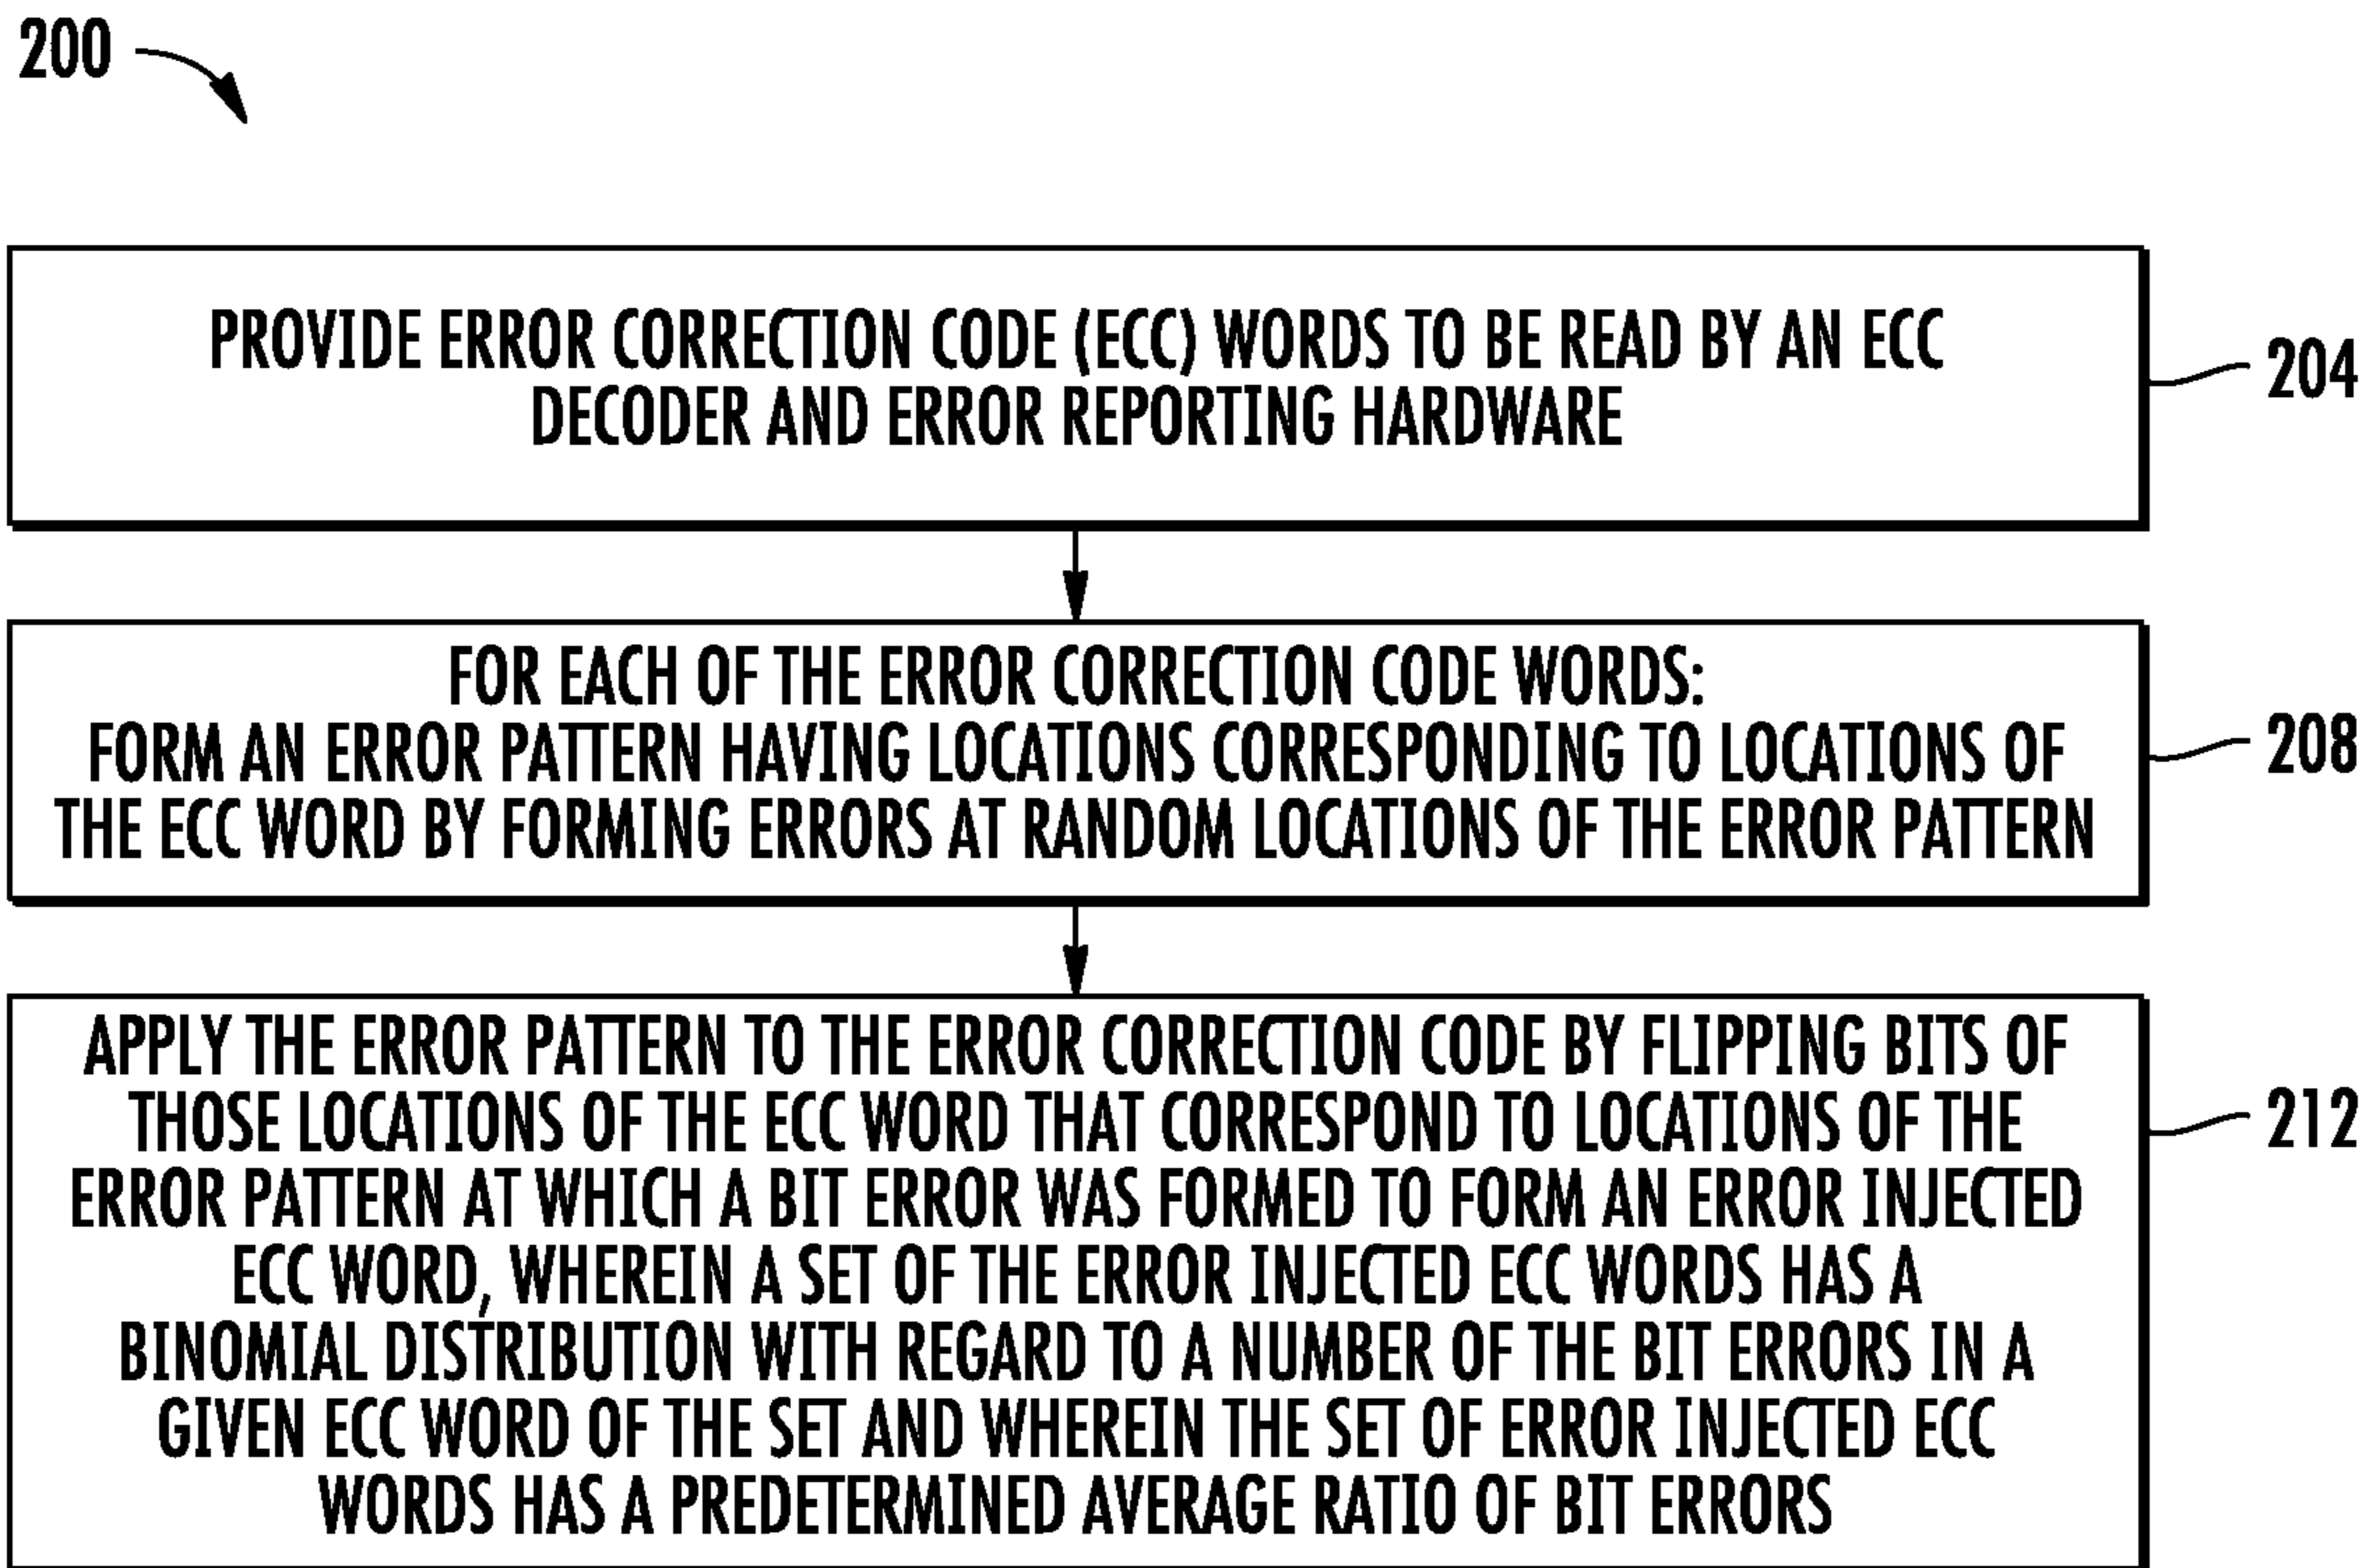 200
PROVIDE ERROR CORRECTION CODE (ECC) WORDS TO BE READ BY AN ECC
DECODER AND ERROR REPORTING HARDWARE
204
FOR EACH OF THE ERROR CORRECTION CODE WORDS:
FORM AN ERROR PATTERN HAVING LOCATIONS CORRESPONDING TO LOCATIONS OF
THE ECC WORD BY FORMING ERRORS AT RANDOM LOCATIONS OF THE ERROR PATTERN
208
APPLY THE ERROR PATTERN TO THE ERROR CORRECTION CODE BY FLIPPING BITS OF
THOSE LOCATIONS OF THE ECC WORD THAT CORRESPOND TO LOCATIONS OF THE
ERROR PATTERN AT WHICH A BIT ERROR WAS FORMED TO FORM AN ERROR INJECTED
ECC WORD, WHEREIN A SET OF THE ERROR INJECTED ECC WORDS HAS A
BINOMIAL DISTRIBUTION WITH REGARD TO A NUMBER OF THE BIT ERRORS IN A
GIVEN ECC WORD OF THE SET AND WHEREIN THE SET OF ERROR INJECTED ECC
WORDS HAS A PREDETERMINED AVERAGE RATIO OF BIT ERRORS
212